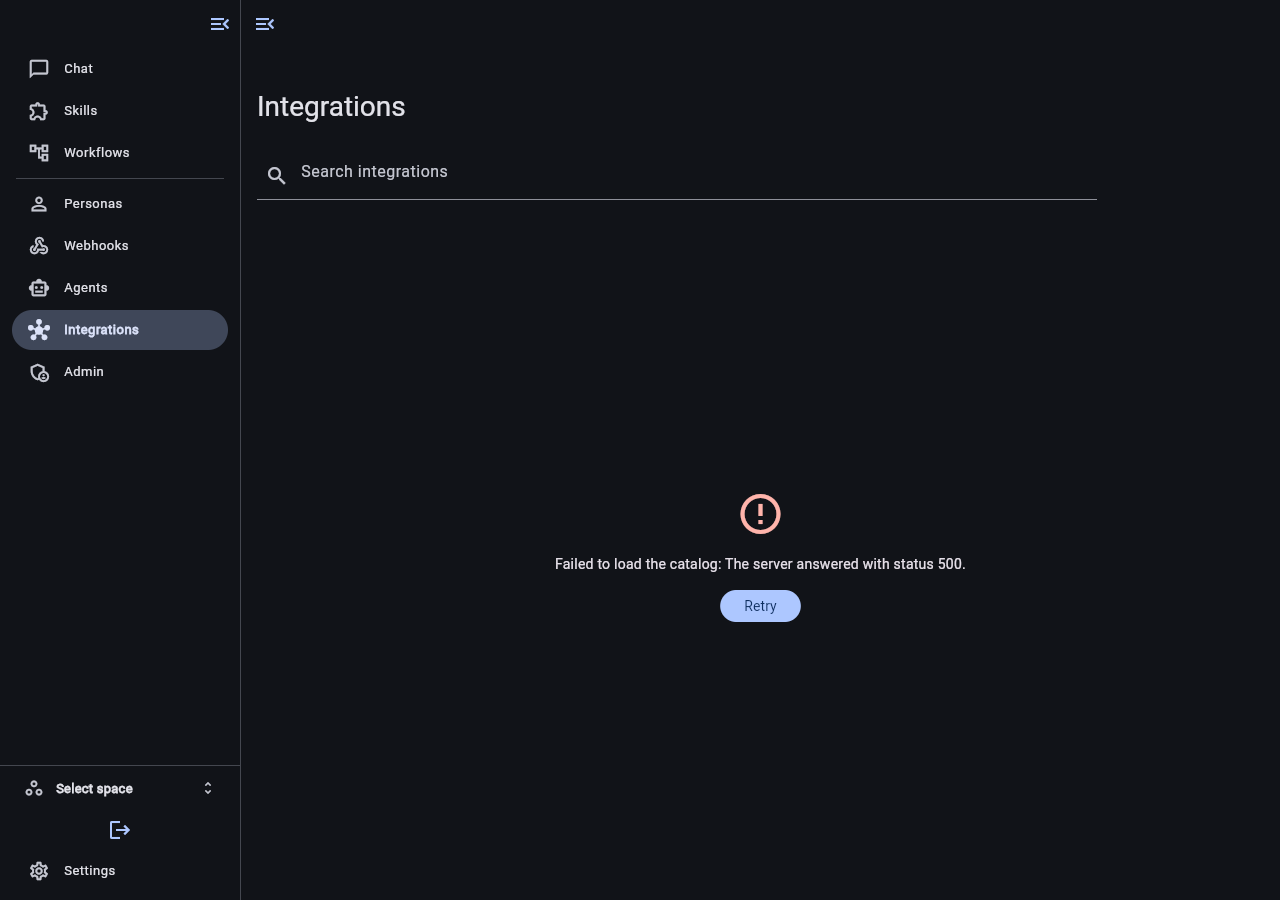 Chat
Skills
Workflows
Personas
Webhooks
Agents
Integrations
Admin
Select space
Settings
Integrations
Search integrations
Failed to load the catalog: The server answered with status 500.
Retry